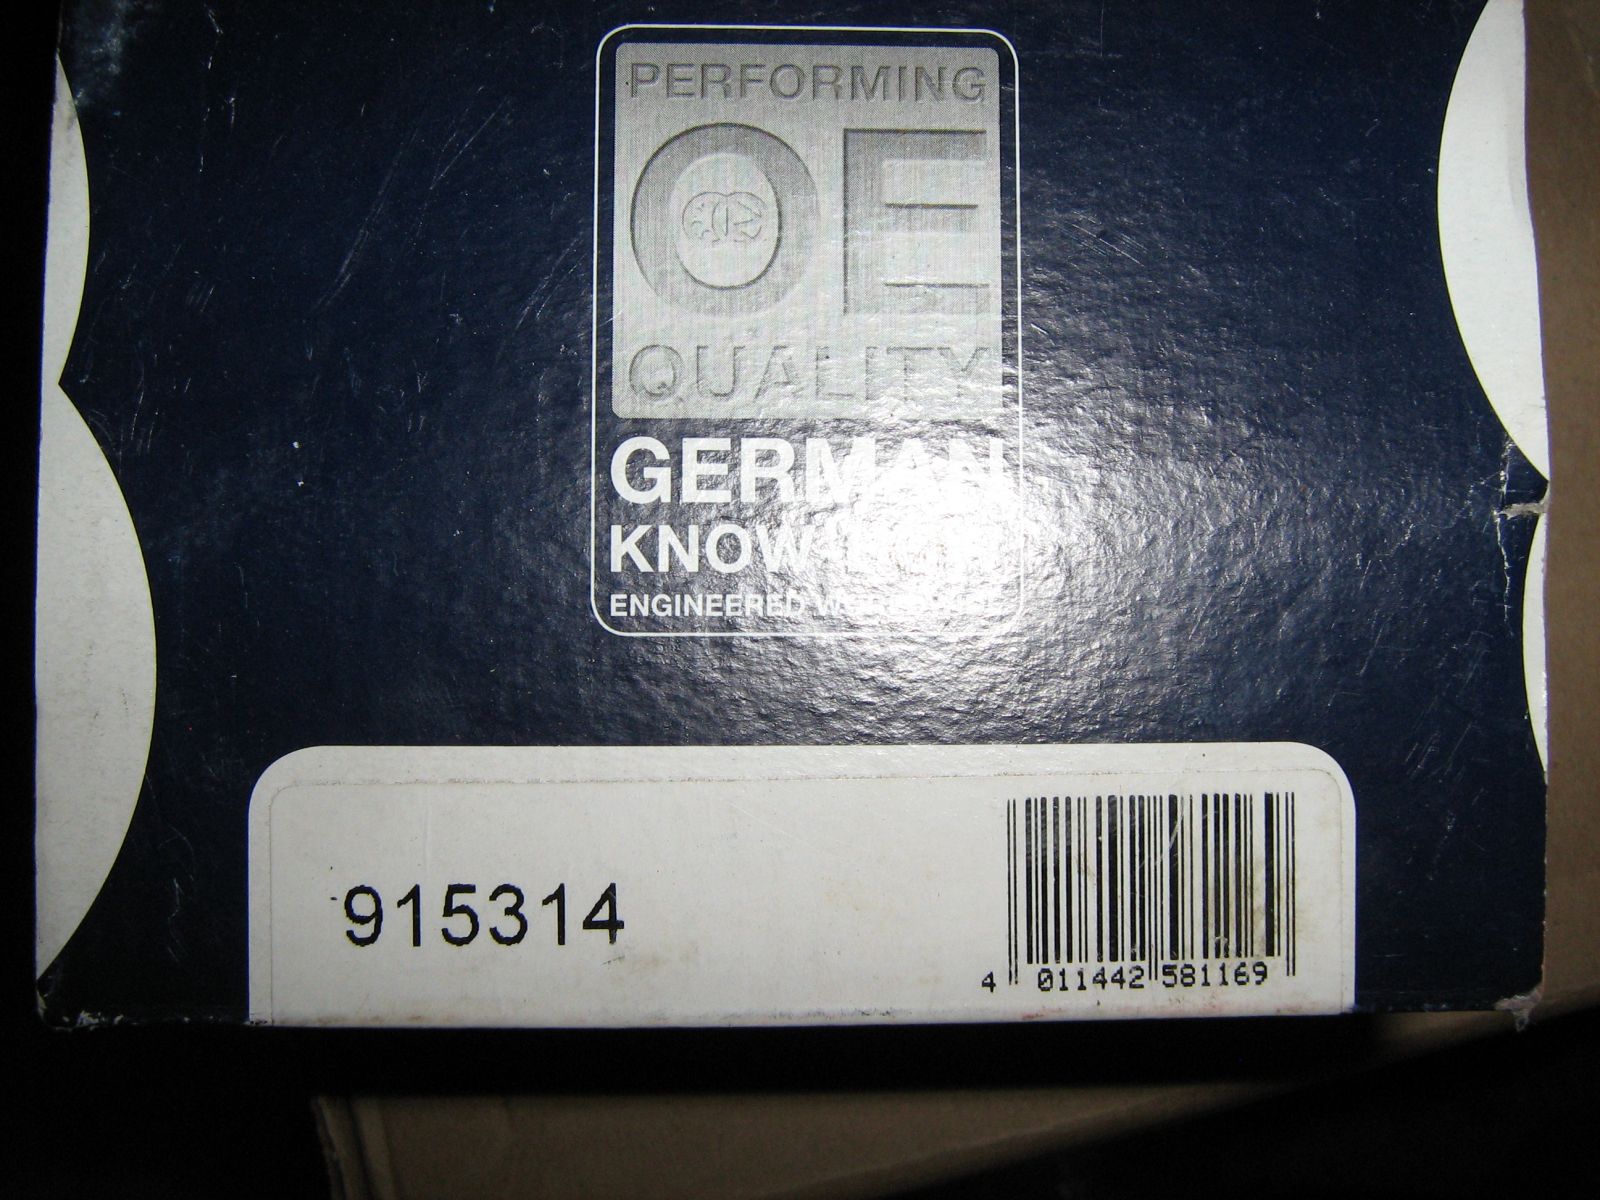 PERFORMING
OE
QUALITY
GERMAN
KNOW
ENGINEERED
915314
4 011442 581169